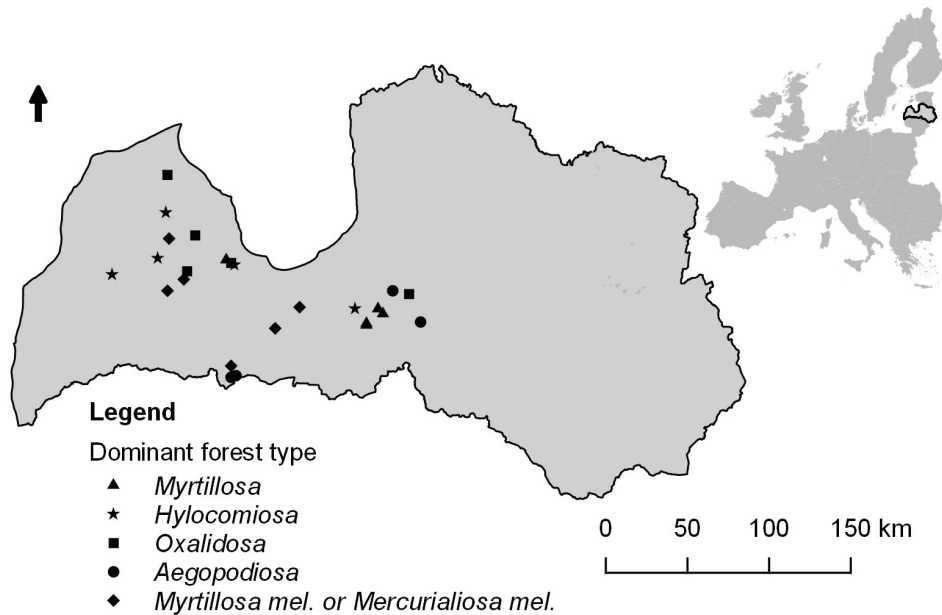 Legend
Dominant forest type
Myrtillosa
Hylocomiosa
Oxalidosa
Aegopodiosa
Myrtillosa mel. or Mercurialiosa mel.
0 50 100 150 km